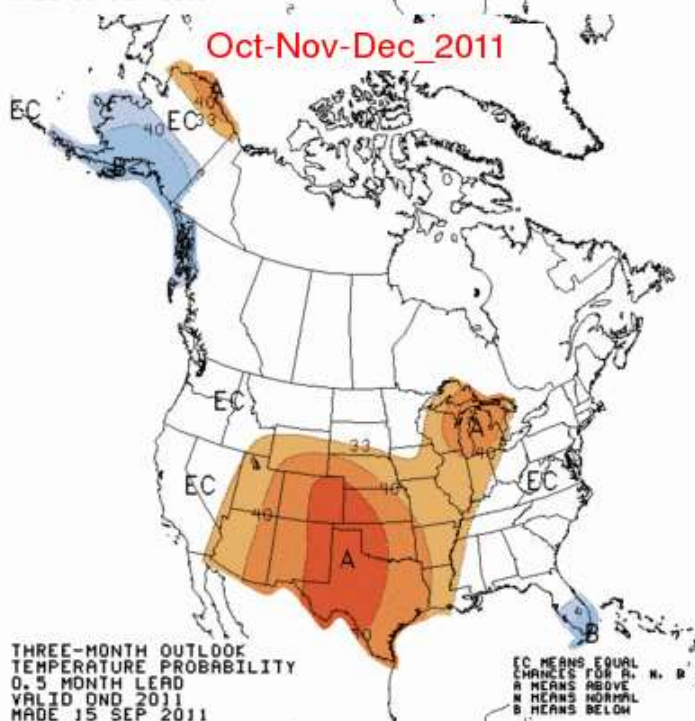 Oct-Nov-Dec_2011
A
40
EC
40
EC
33
B
EC
33
A
40
EC
40
EC
40
A
B
THREE-MONTH OUTLOOK
TEMPERATURE PROBABILITY
0.5 MONTH LEAD
VALID OND 2011
MADE 15 SEP 2011
EC MEANS EQUAL
CHANCES FOR A, N, B
A MEANS ABOVE
N MEANS NORMAL
B MEANS BELOW